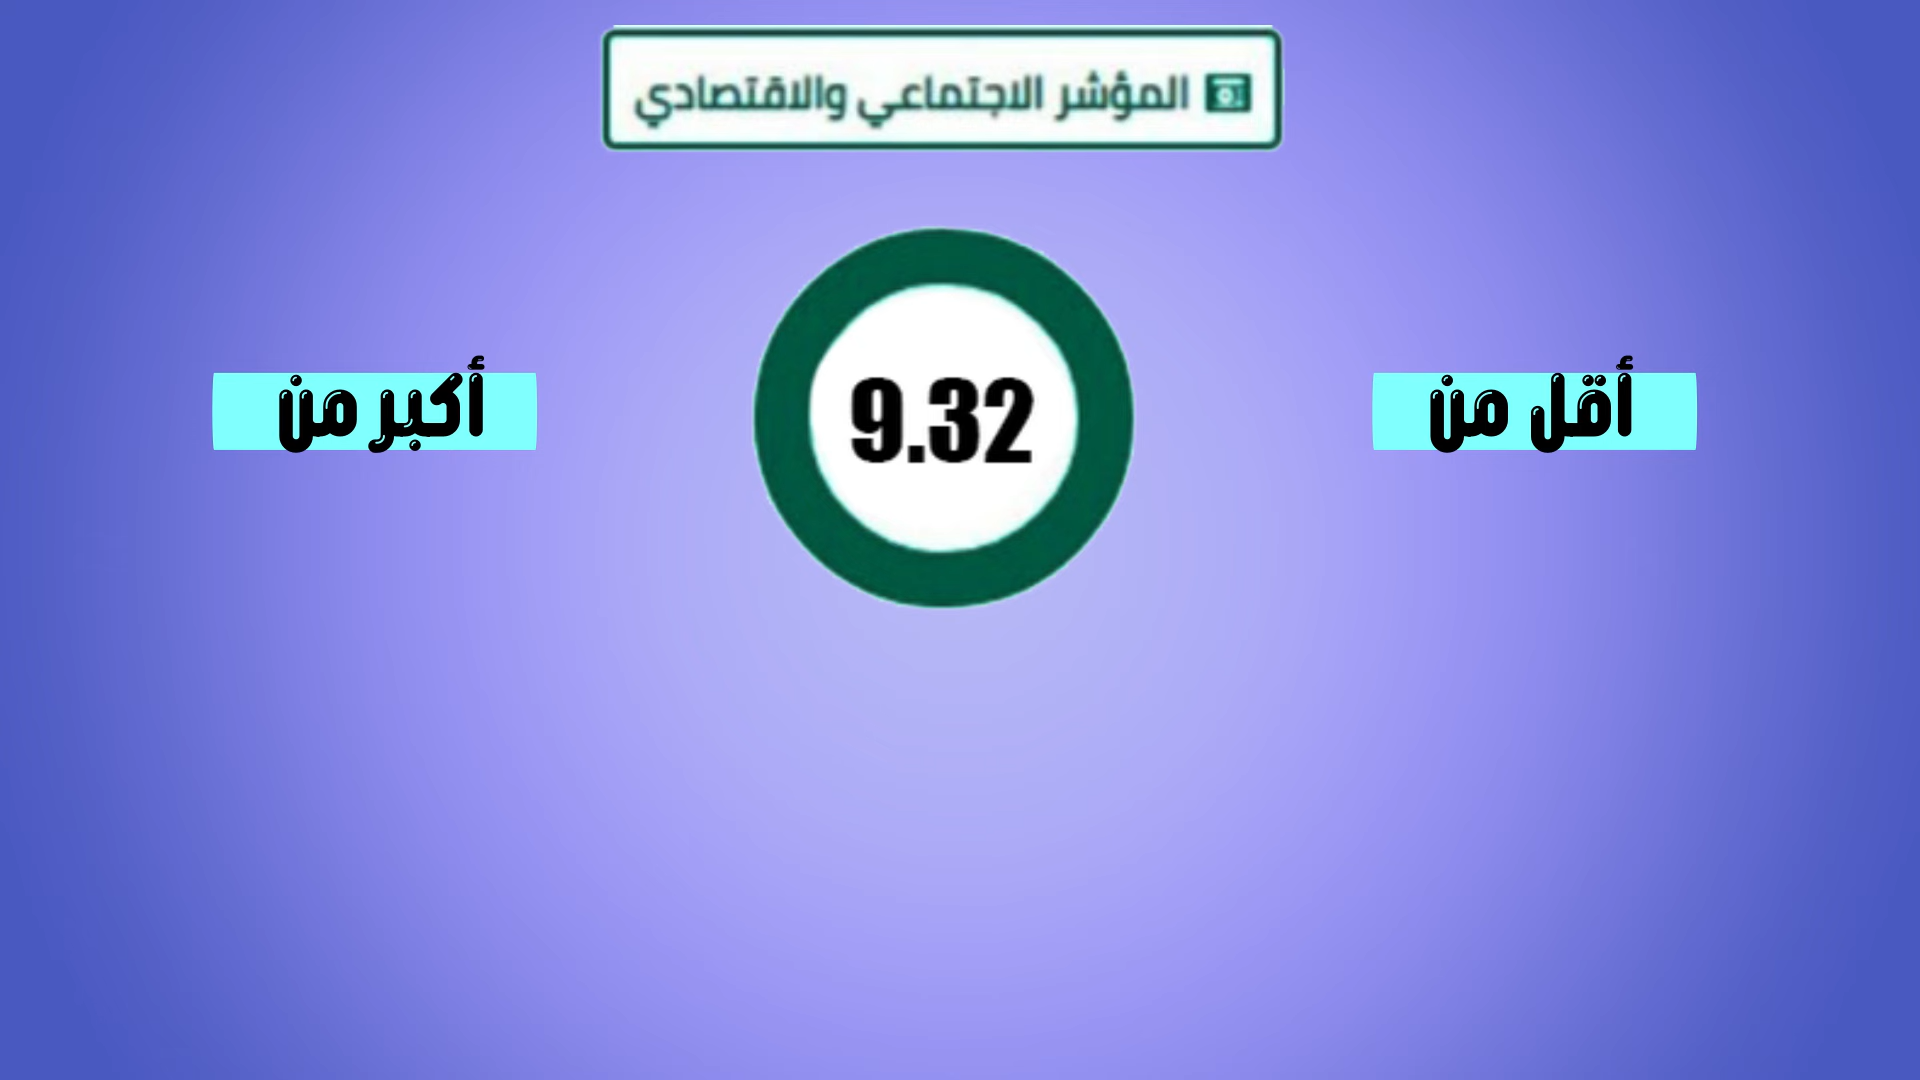 المؤشر الاجتماعي والاقتصادي
أقل من
9.32
أكبر من